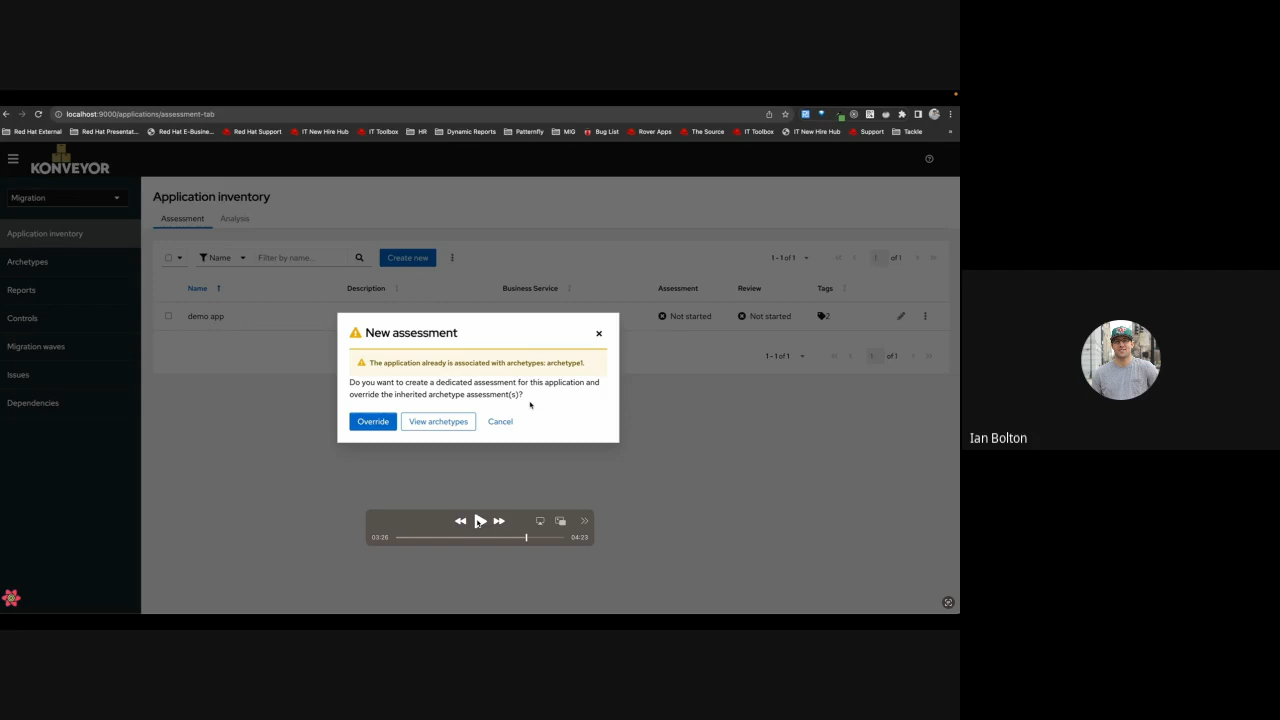 localhost:9000/applications/assessment-tab
Red Hat External Red Hat Presentat... Red Hat E-Busine... Red Hat Support IT New Hire Hub IT Toolbox HR Dynamic Reports Patternfly MIG Bug List Rover Apps The Source IT Toolbox IT New Hire Hub Support Tackle »
KONVEYOR
Migration
Application inventory
Archetypes
Reports
Controls
Migration waves
Issues
Dependencies
Application inventory
Assessment Analysis
Name Filter by name... Create new 1 - 1 of 1 1 of 1
Name Description Business Service Assessment Review Tags
demo app Not started Not started 2
1 - 1 of 1 1 of 1
New assessment
The application already is associated with archetypes: archetype1.
Do you want to create a dedicated assessment for this application and
override the inherited archetype assessment(s)?
Override View archetypes Cancel
03:26 04:23
Ian Bolton